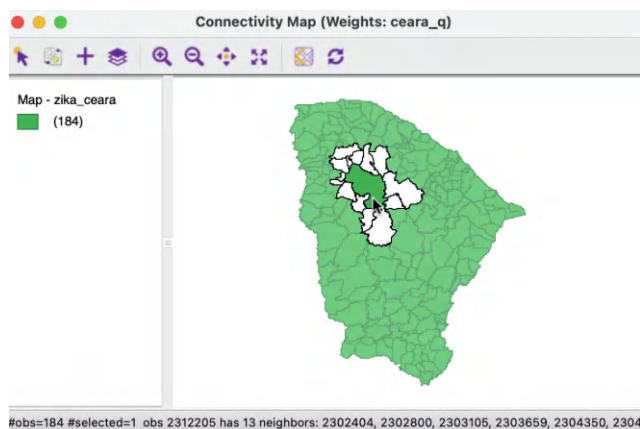 Connectivity Map (Weights: ceara_q)
Map - zika_ceara
(184)
#obs=184 #selected=1 obs 2312205 has 13 neighbors: 2302404, 2302800, 2303105, 2303659, 2304350, 2304